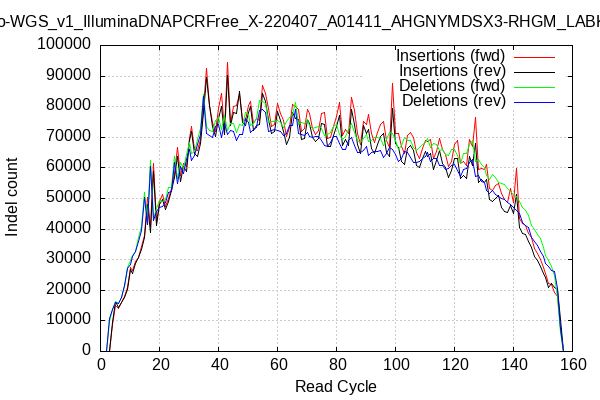 o-WGS_v1_IlluminaDNAPCRFree_X-220407_A01411_AHGNYMDSX3-RHGM_LABK
Insertions (fwd)
Insertions (rev)
Deletions (fwd)
Deletions (rev)
Indel count
100000
90000
80000
70000
60000
50000
40000
30000
20000
10000
0
0 20 40 60 80 100 120 140 160
Read Cycle